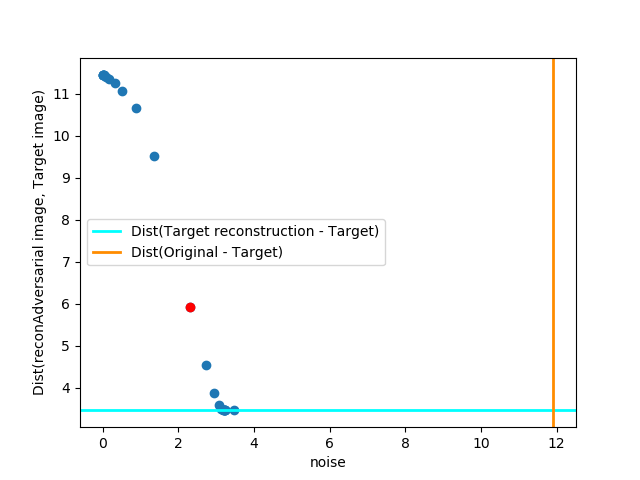 11
10
9
8
7
6
5
4
Dist(reconAdversarial image, Target image)
Dist(Target reconstruction - Target)
Dist(Original - Target)
0 2 4 6 8 10 12
noise